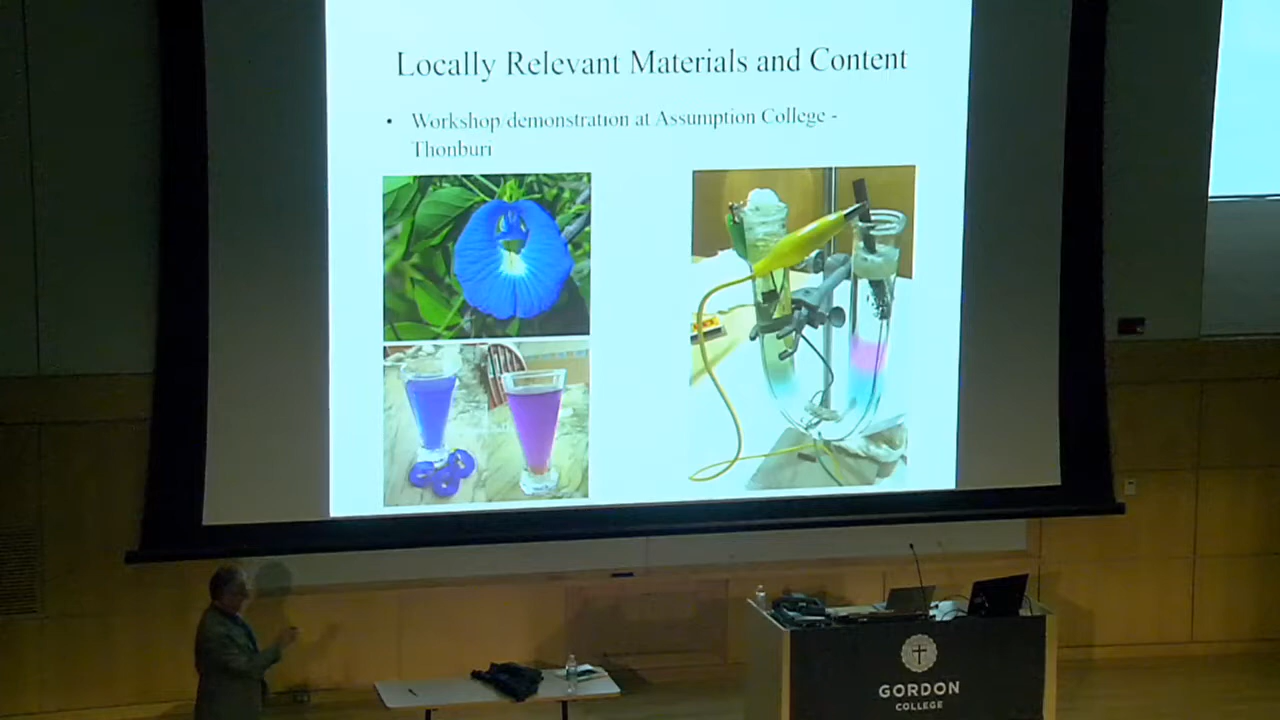 Locally Relevant Materials and Content
• Workshop demonstration at Assumption College -
Thonburi
GORDON
COLLEGE